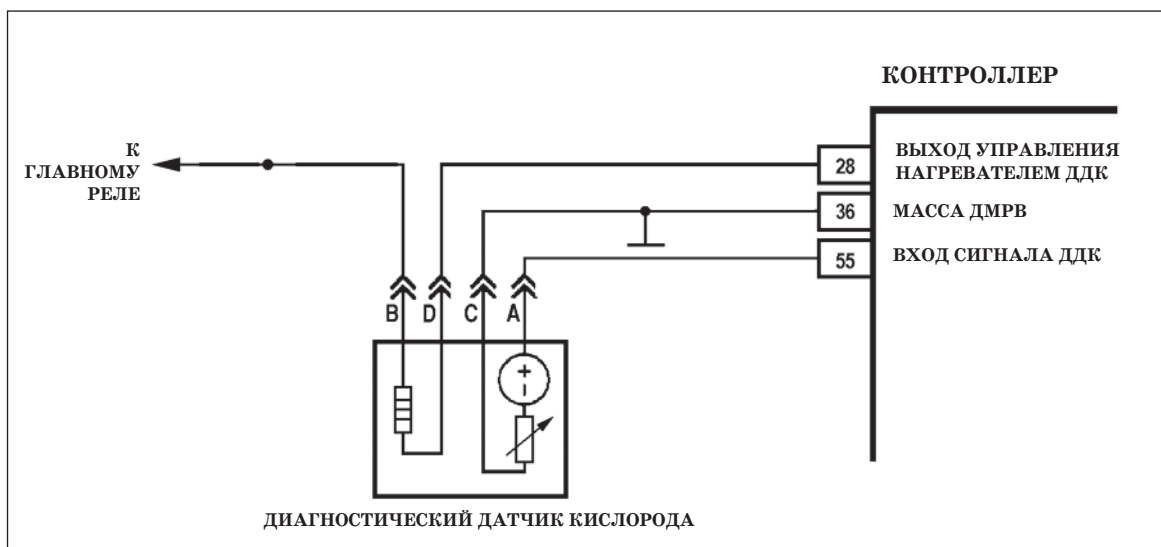 КОНТРОЛЛЕР
К
ГЛАВНОМУ
РЕЛЕ
28
ВЫХОД УПРАВЛЕНИЯ
НАГРЕВАТЕЛЕМ ДДК
36
МАССА ДМРВ
55
ВХОД СИГНАЛА ДДК
B D C A
+
-
ДИАГНОСТИЧЕСКИЙ ДАТЧИК КИСЛОРОДА